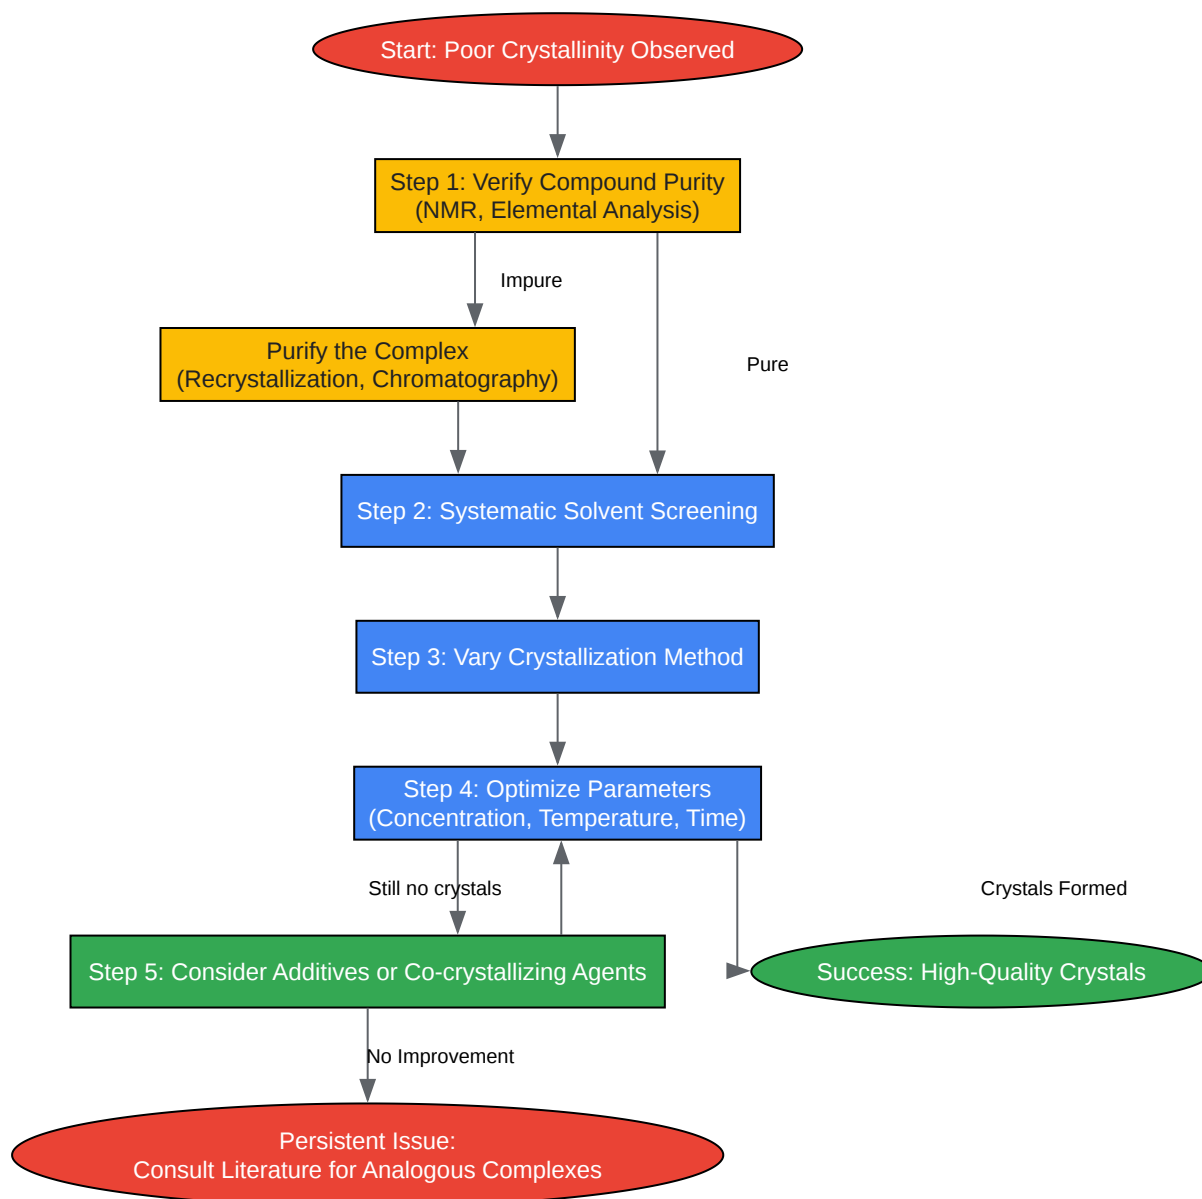 Start: Poor Crystallinity Observed
Step 1: Verify Compound Purity
(NMR, Elemental Analysis)
Impure
Purify the Complex
(Recrystallization, Chromatography)
Pure
Step 2: Systematic Solvent Screening
Step 3: Vary Crystallization Method
Step 4: Optimize Parameters
(Concentration, Temperature, Time)
Still no crystals
Crystals Formed
Step 5: Consider Additives or Co-crystallizing Agents
Success: High-Quality Crystals
No Improvement
Persistent Issue:
Consult Literature for Analogous Complexes